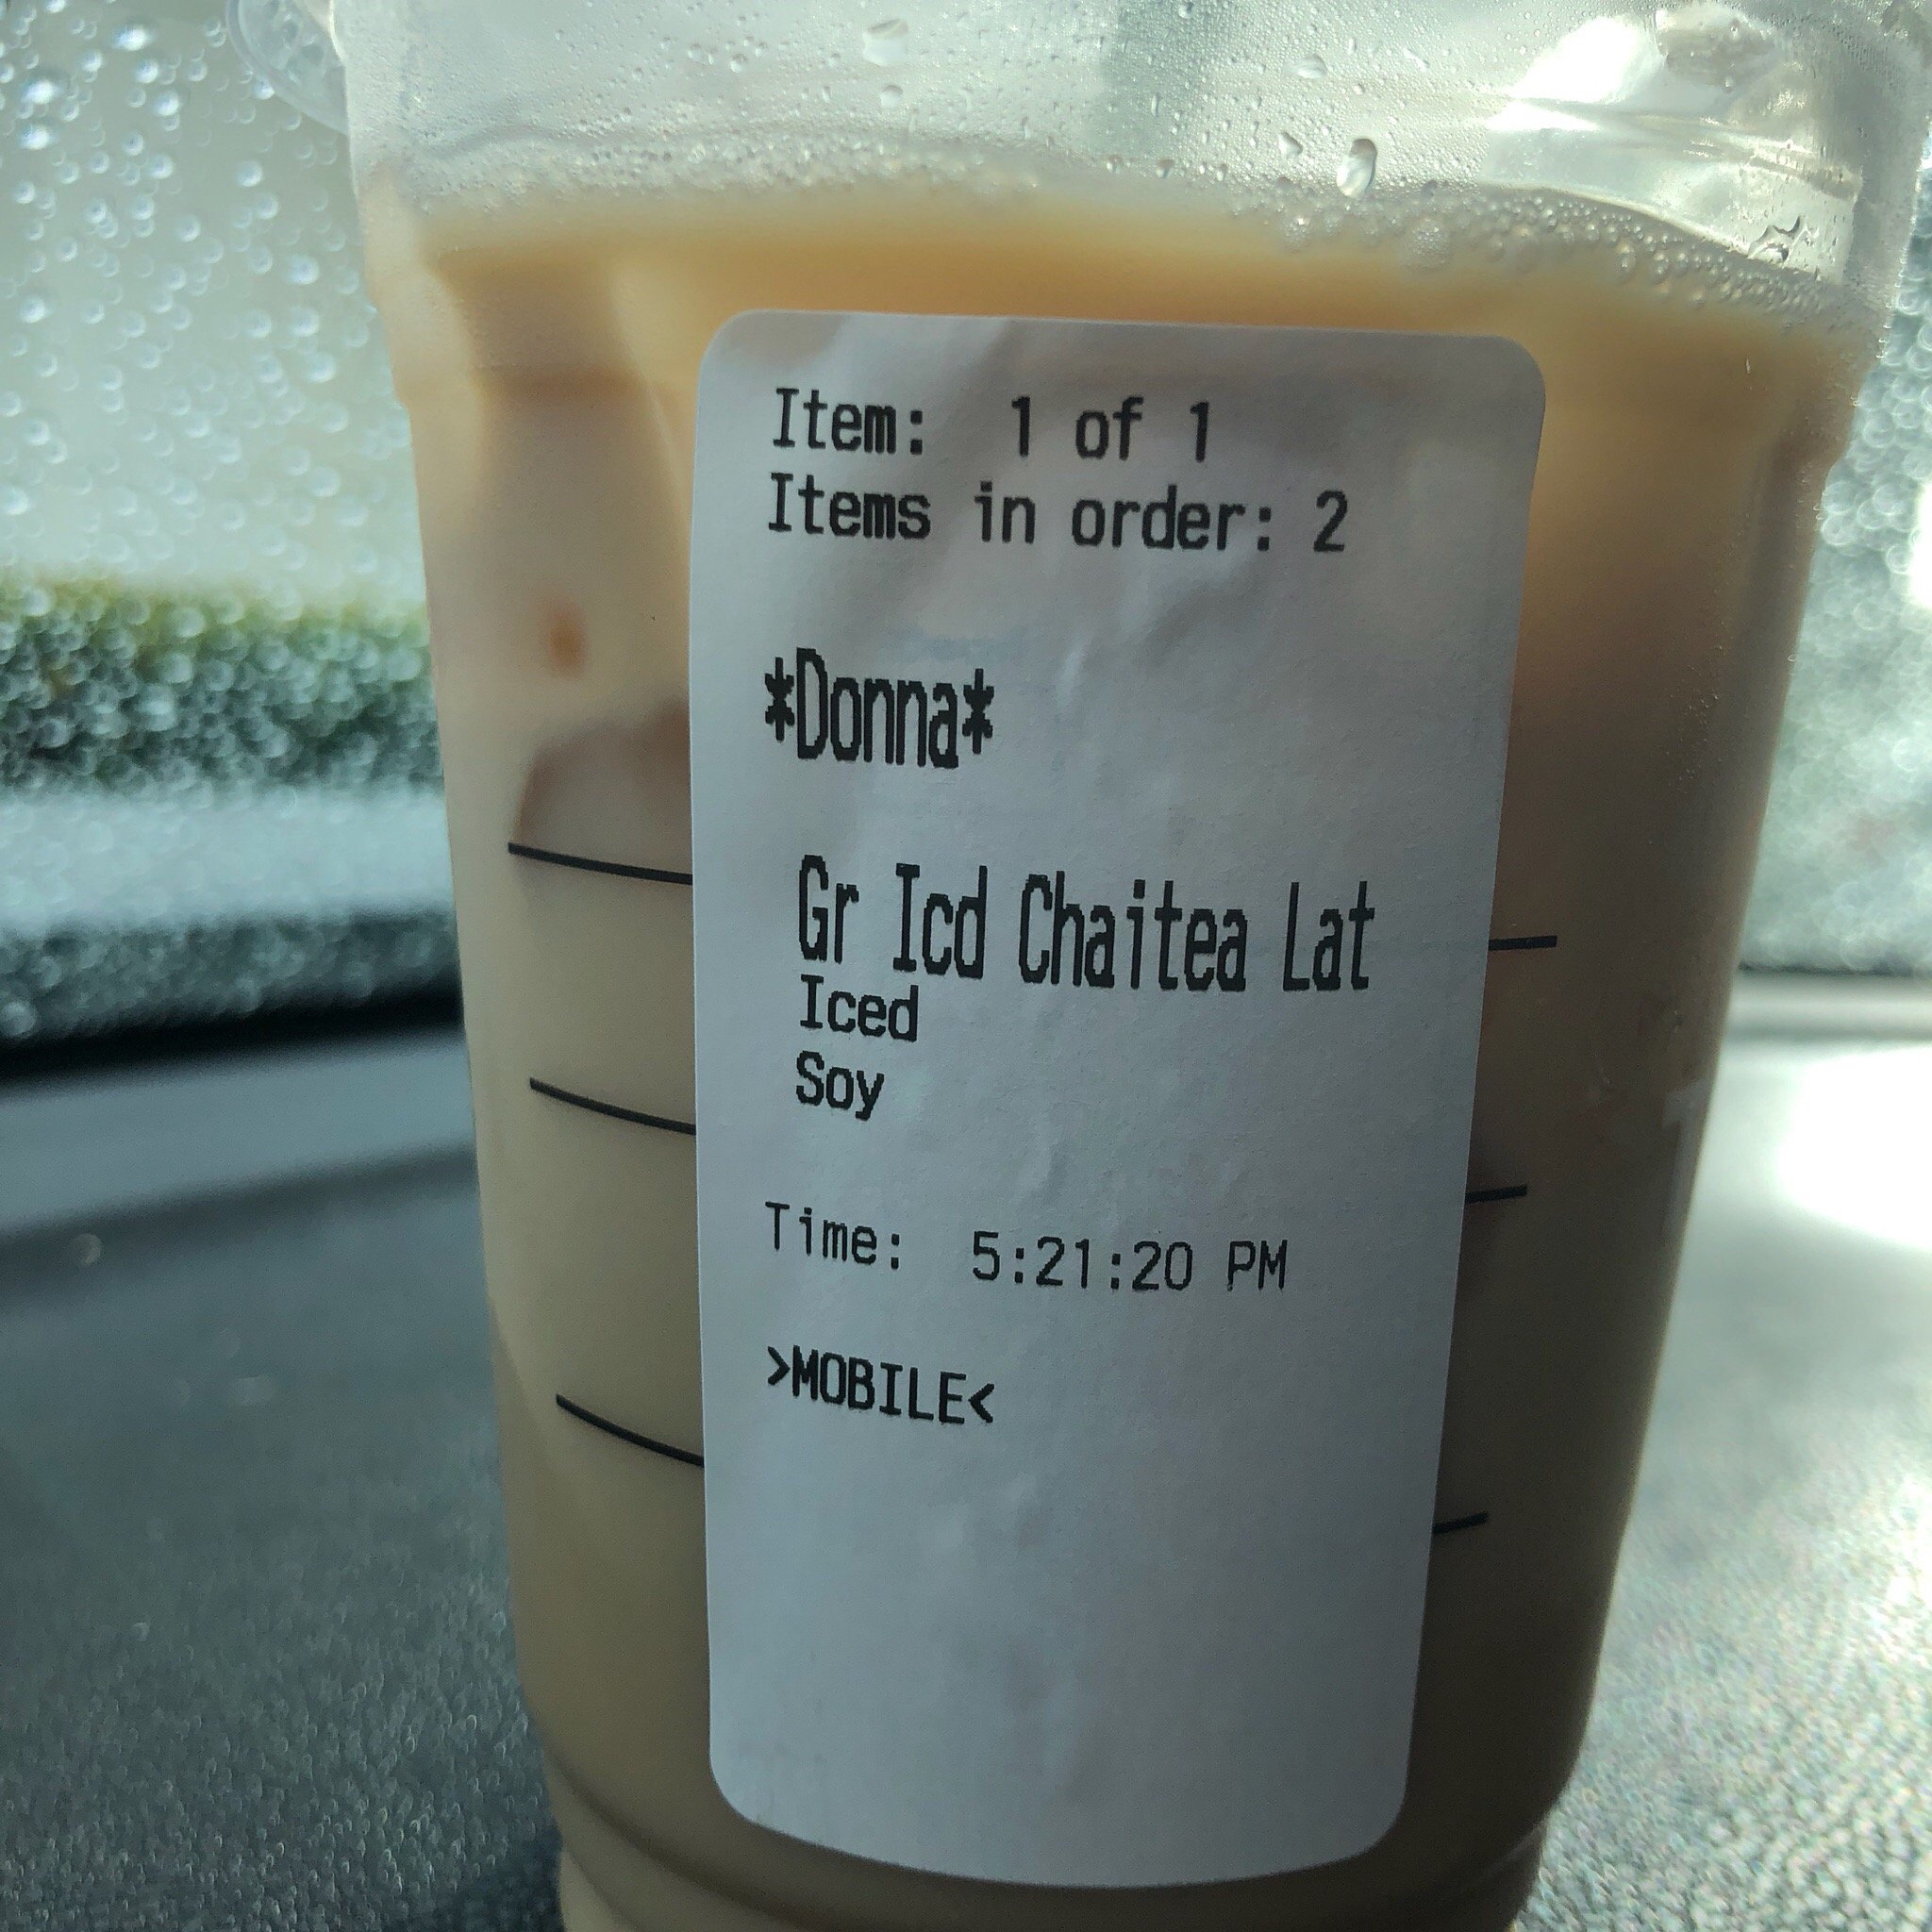 Item: 1 of 1
Items in order: 2
*Donna*
Gr Icd Chaitea Lat
Iced
Soy
Time: 5:21:20 PM
>MOBILE<